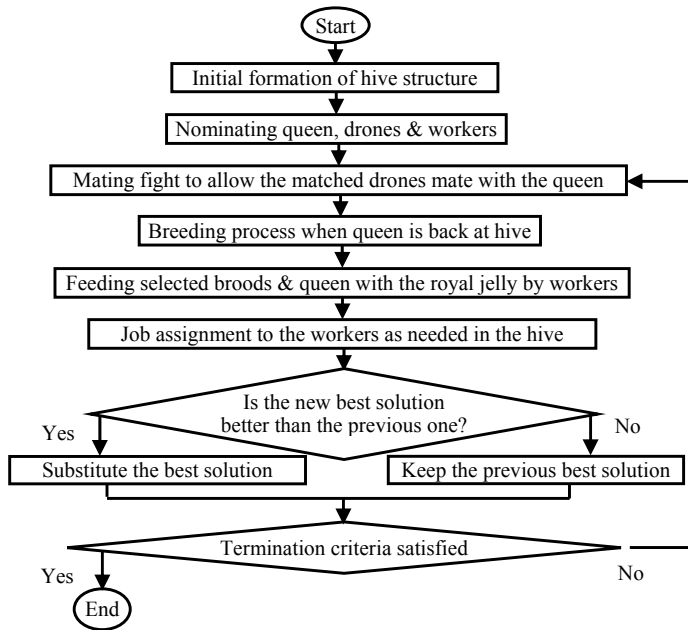 Start
Initial formation of hive structure
Nominating queen, drones & workers
Mating fight to allow the matched drones mate with the queen
Breeding process when queen is back at hive
Feeding selected broods & queen with the royal jelly by workers
Job assignment to the workers as needed in the hive
Is the new best solution
better than the previous one?
Yes
No
Substitute the best solution
Keep the previous best solution
Termination criteria satisfied
Yes
No
End